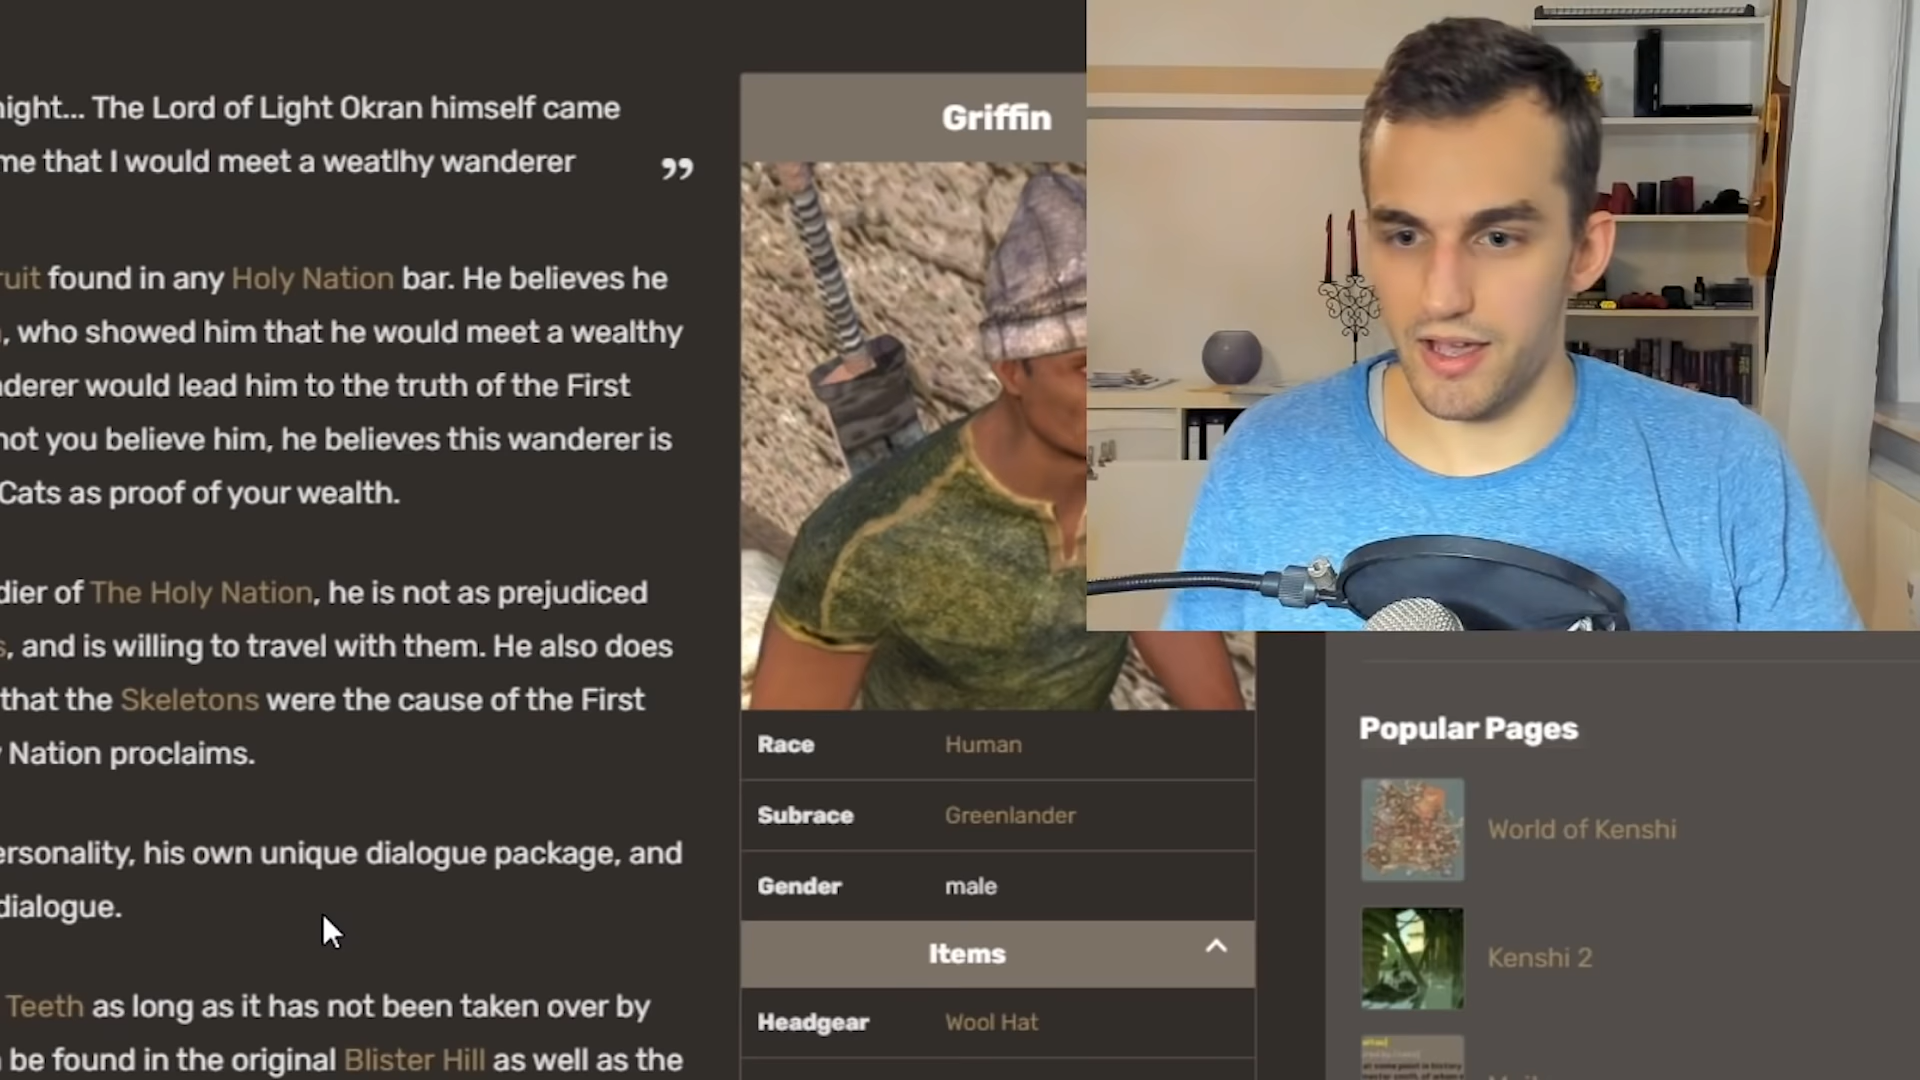 night... The Lord of Light Okran himself came
me that I would meet a weatlhy wanderer
”
ruit found in any Holy Nation bar. He believes he
, who showed him that he would meet a wealthy
nderer would lead him to the truth of the First
not you believe him, he believes this wanderer is
Cats as proof of your wealth.
dier of The Holy Nation, he is not as prejudiced
s, and is willing to travel with them. He also does
that the Skeletons were the cause of the First
y Nation proclaims.
ersonality, his own unique dialogue package, and
dialogue.
Teeth as long as it has not been taken over by
be found in the original Blister Hill as well as the
Griffin
Race Human
Subrace Greenlander
Gender male
Items
Headgear Wool Hat
Popular Pages
World of Kenshi
Kenshi 2